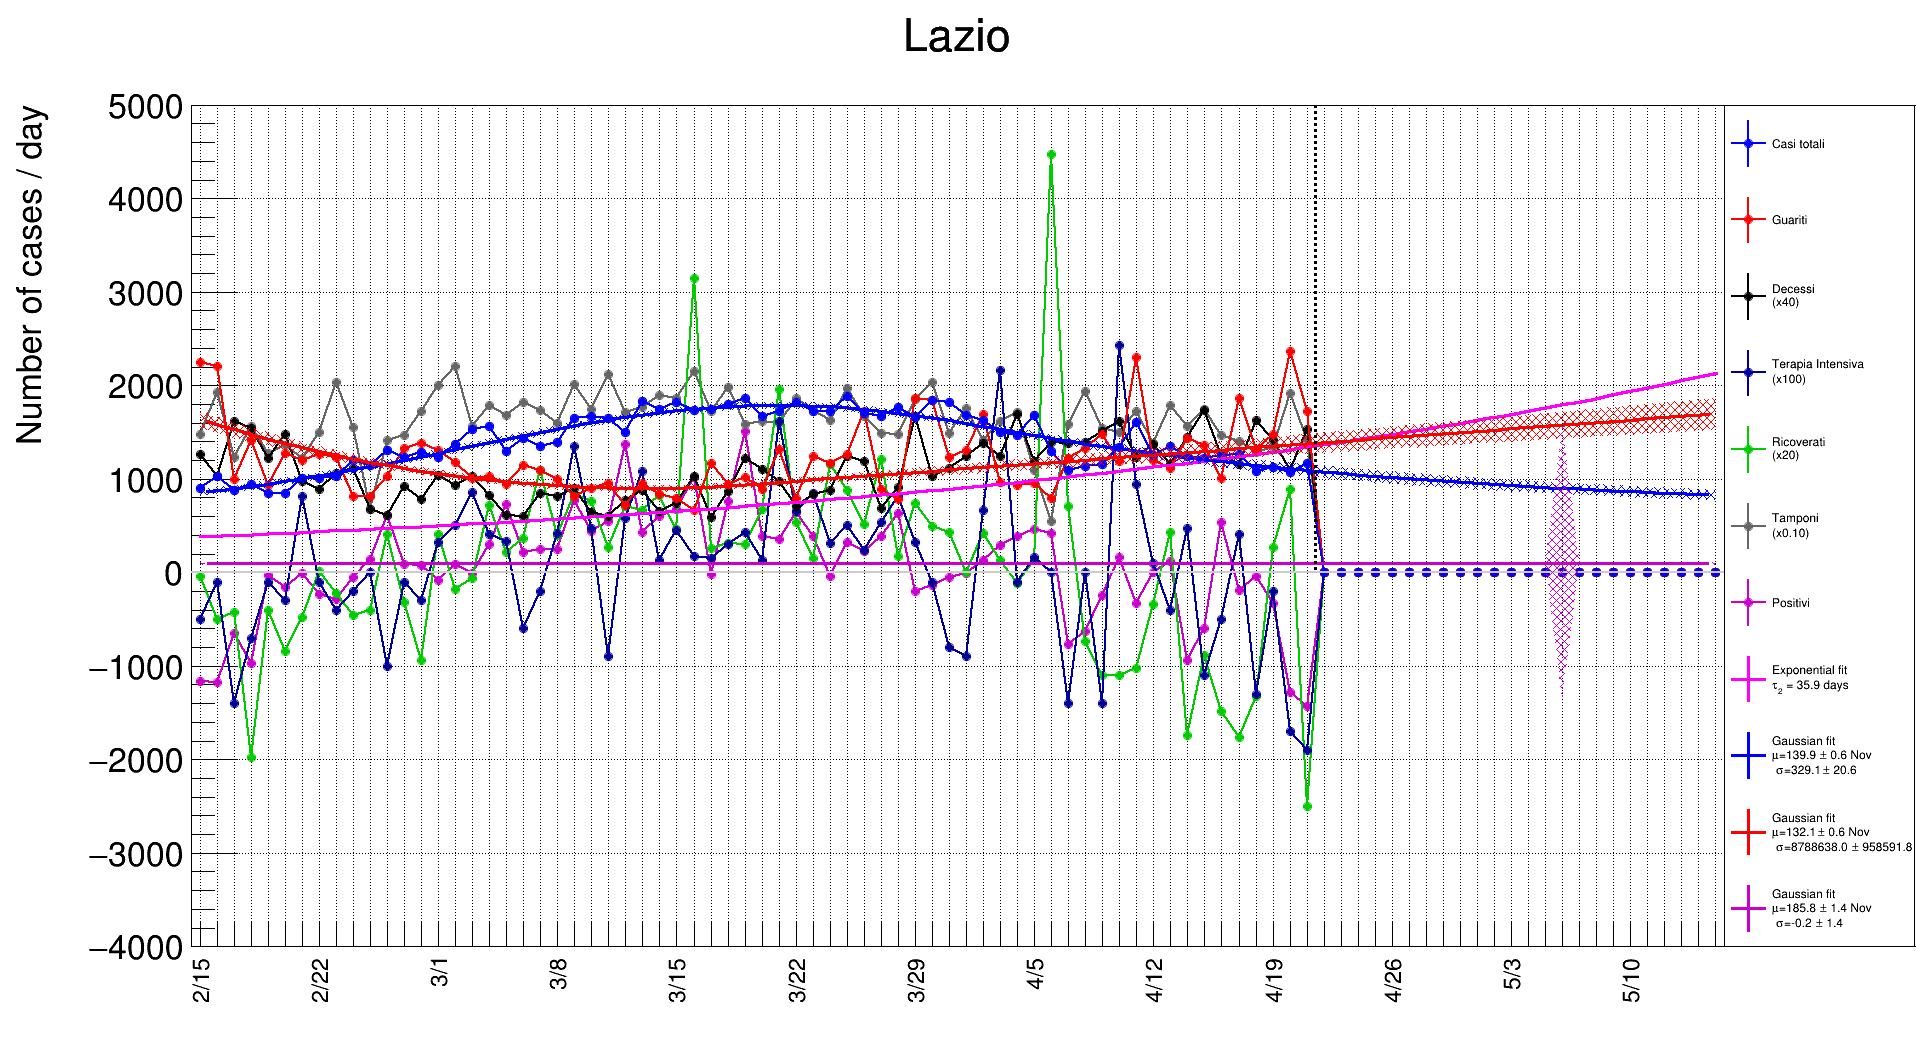 Lazio
Number of cases / day
5000
4000
3000
2000
1000
0
−1000
−2000
−3000
−4000
2/15
2/22
3/1
3/8
3/15
3/22
3/29
4/5
4/12
4/19
4/26
5/3
5/10
Casi totali
Guariti
Decessi
(x40)
Terapia Intensiva
(x100)
Ricoverati
(x20)
Tamponi
(x0.10)
Positivi
Exponential fit
τ2 = 35.9 days
Gaussian fit
μ=139.9 ± 0.6 Nov
σ=329.1 ± 20.6
Gaussian fit
μ=132.1 ± 0.6 Nov
σ=8788638.0 ± 958591.8
Gaussian fit
μ=185.8 ± 1.4 Nov
σ=-0.2 ± 1.4